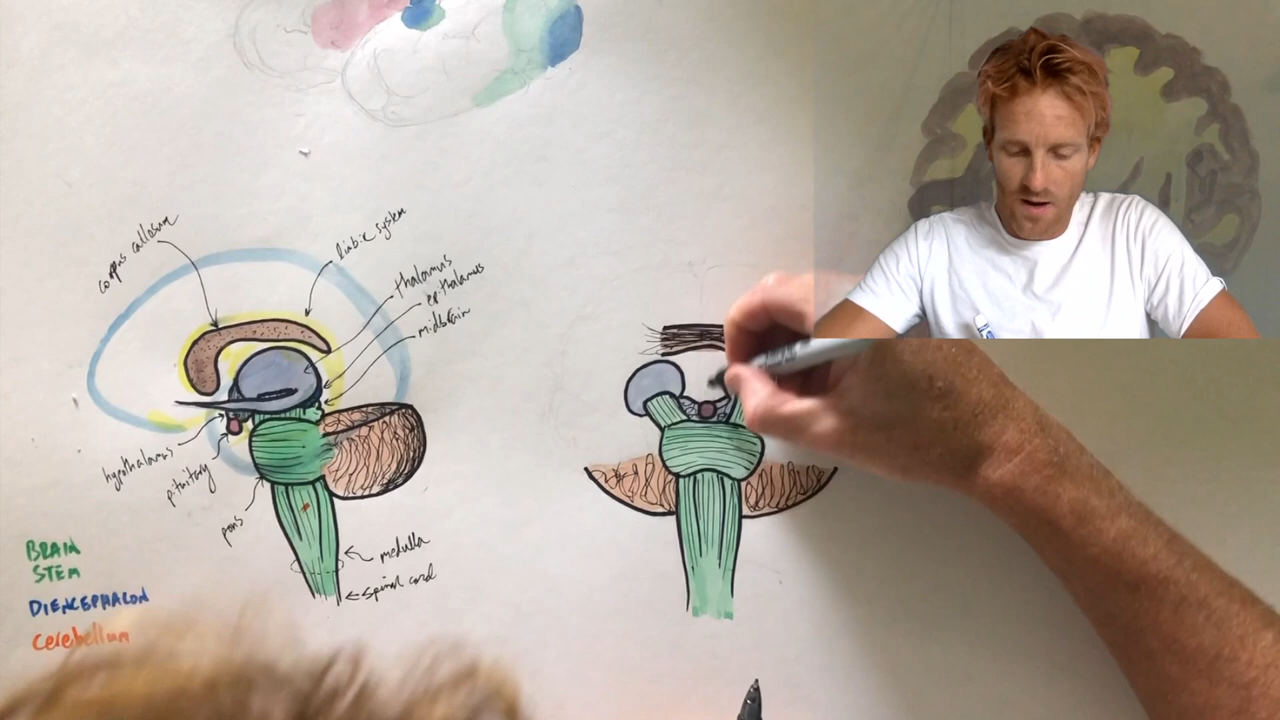 corpus callosum
limbic system
thalamus
epithalamus
midbrain
hypothalamus
pituitary
pons
medulla
spinal cord
BRAIN
STEM
DIENCEPHALON
cerebellum